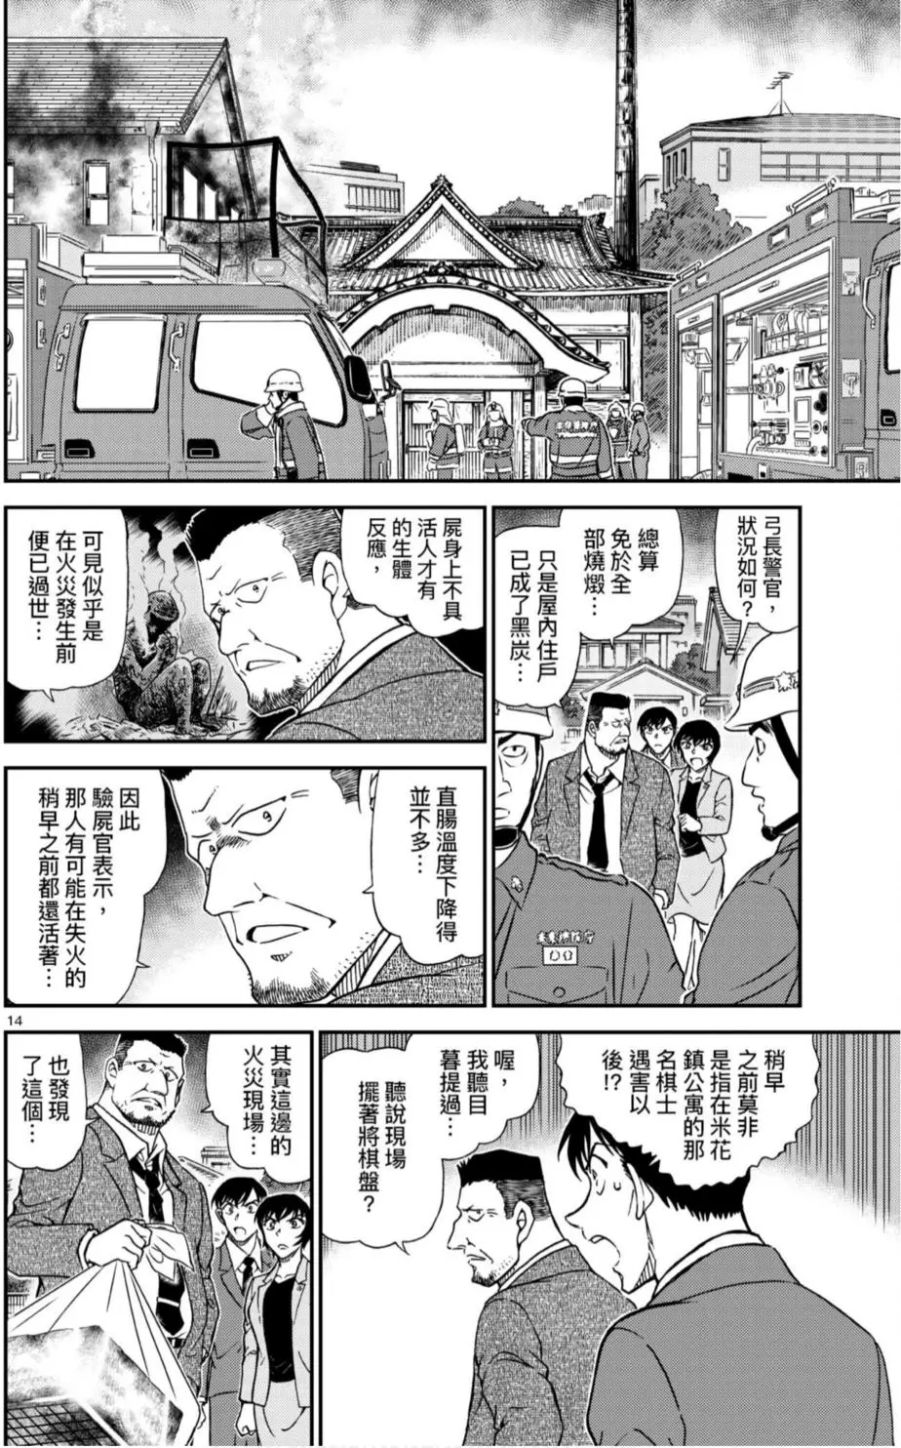 弓長警官，
狀況如何？
總算
免於全
部燒燬…
只是屋內住戶
已成了黑炭…
屍身上不具
活人才有
的生體
反應，
可見似乎是
在火災發生前
便已過世…
直腸溫度下降得
並不多…
因此
驗屍官表示，
那人有可能在失火的
稍早之前都還活著…
14
稍早
之前莫非
是指在米花
鎮公寓的那
名棋士
遇害以
後!?
喔，
我聽目
暮提過…
聽說現場
擺著將棋盤？
其實這邊的
火災現場…
也發現
了這個…